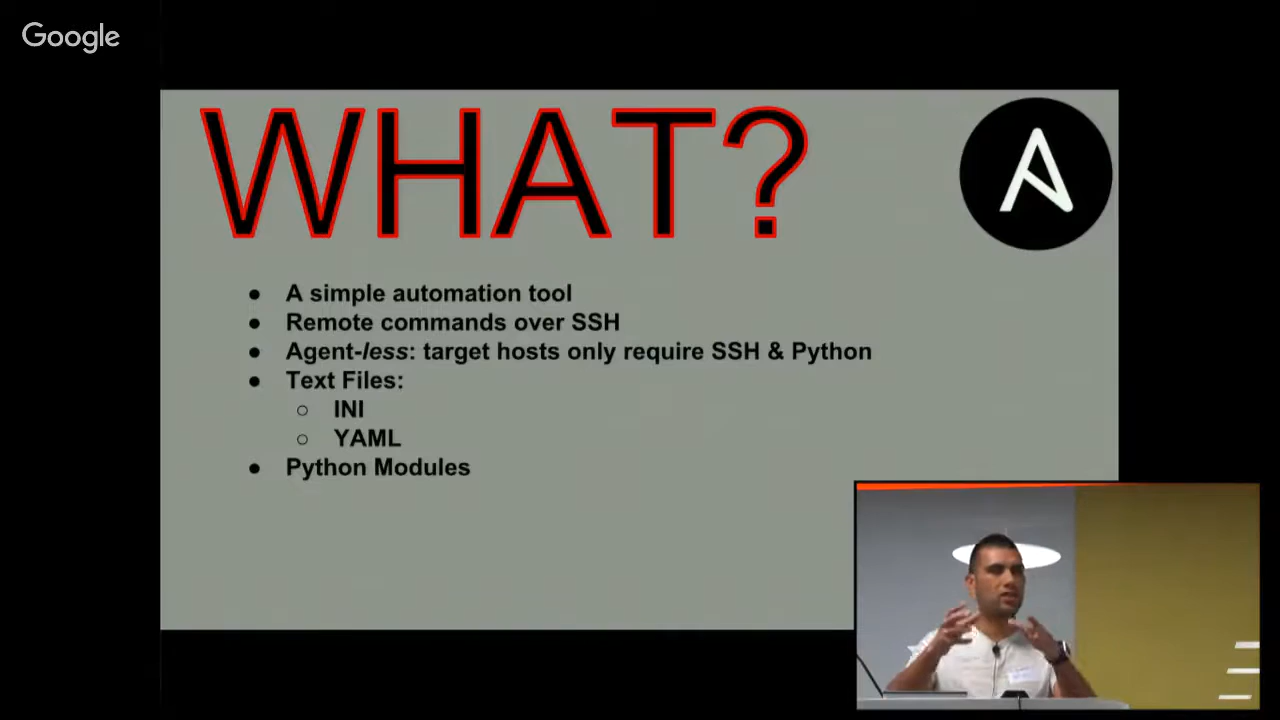 Google
WHAT?
● A simple automation tool
● Remote commands over SSH
● Agent-less: target hosts only require SSH & Python
● Text Files:
○ INI
○ YAML
● Python Modules